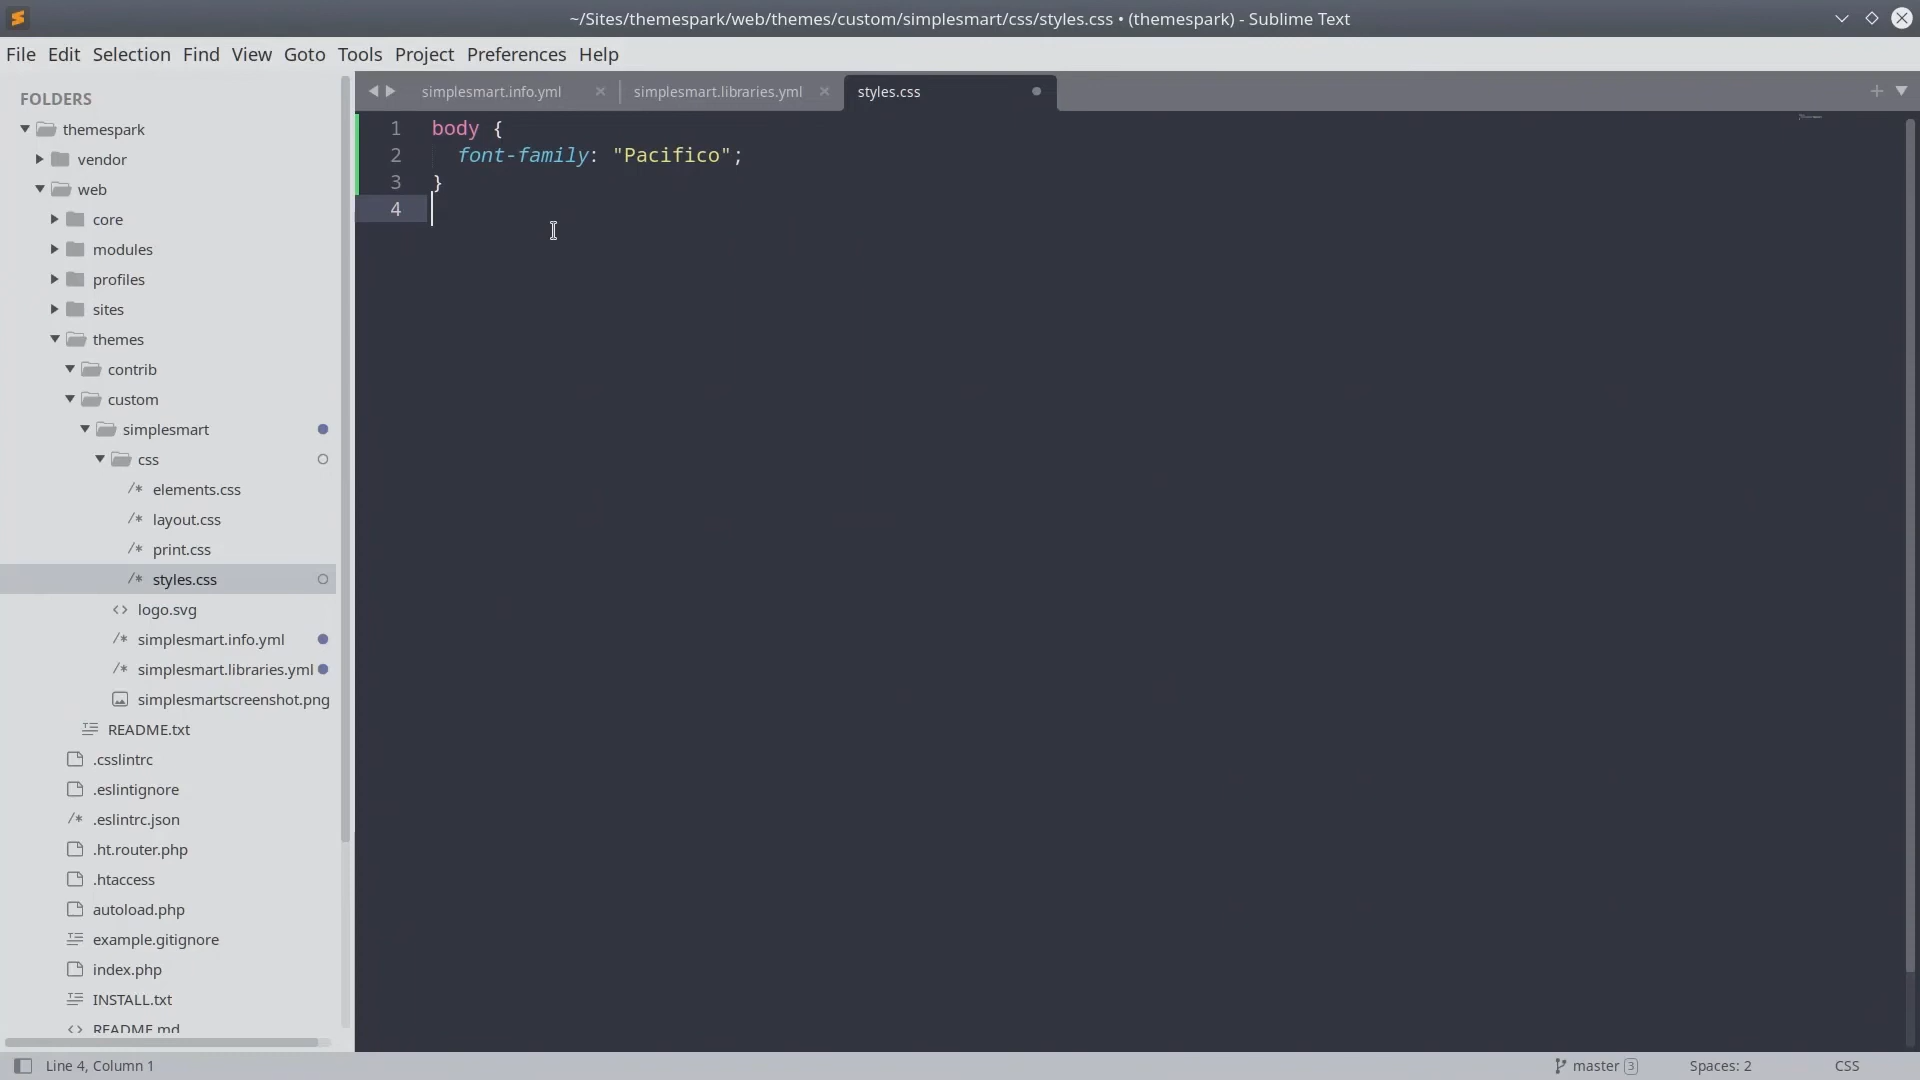 ~/Sites/themespark/web/themes/custom/simplesmart/css/styles.css • (themespark) - Sublime Text
File Edit Selection Find View Goto Tools Project Preferences Help
FOLDERS
themespark
vendor
web
core
modules
profiles
sites
themes
contrib
custom
simplesmart
css
/* elements.css
/* layout.css
/* print.css
/* styles.css
<> logo.svg
/* simplesmart.info.yml
/* simplesmart.libraries.yml
simplesmartscreenshot.png
README.txt
.csslintrc
.eslintignore
/* .eslintrc.json
.ht.router.php
.htaccess
autoload.php
example.gitignore
index.php
INSTALL.txt
<> README.md
simplesmart.info.yml simplesmart.libraries.yml styles.css
1 body {
2 font-family: "Pacifico";
3 }
4
Line 4, Column 1 master 3 Spaces: 2 CSS